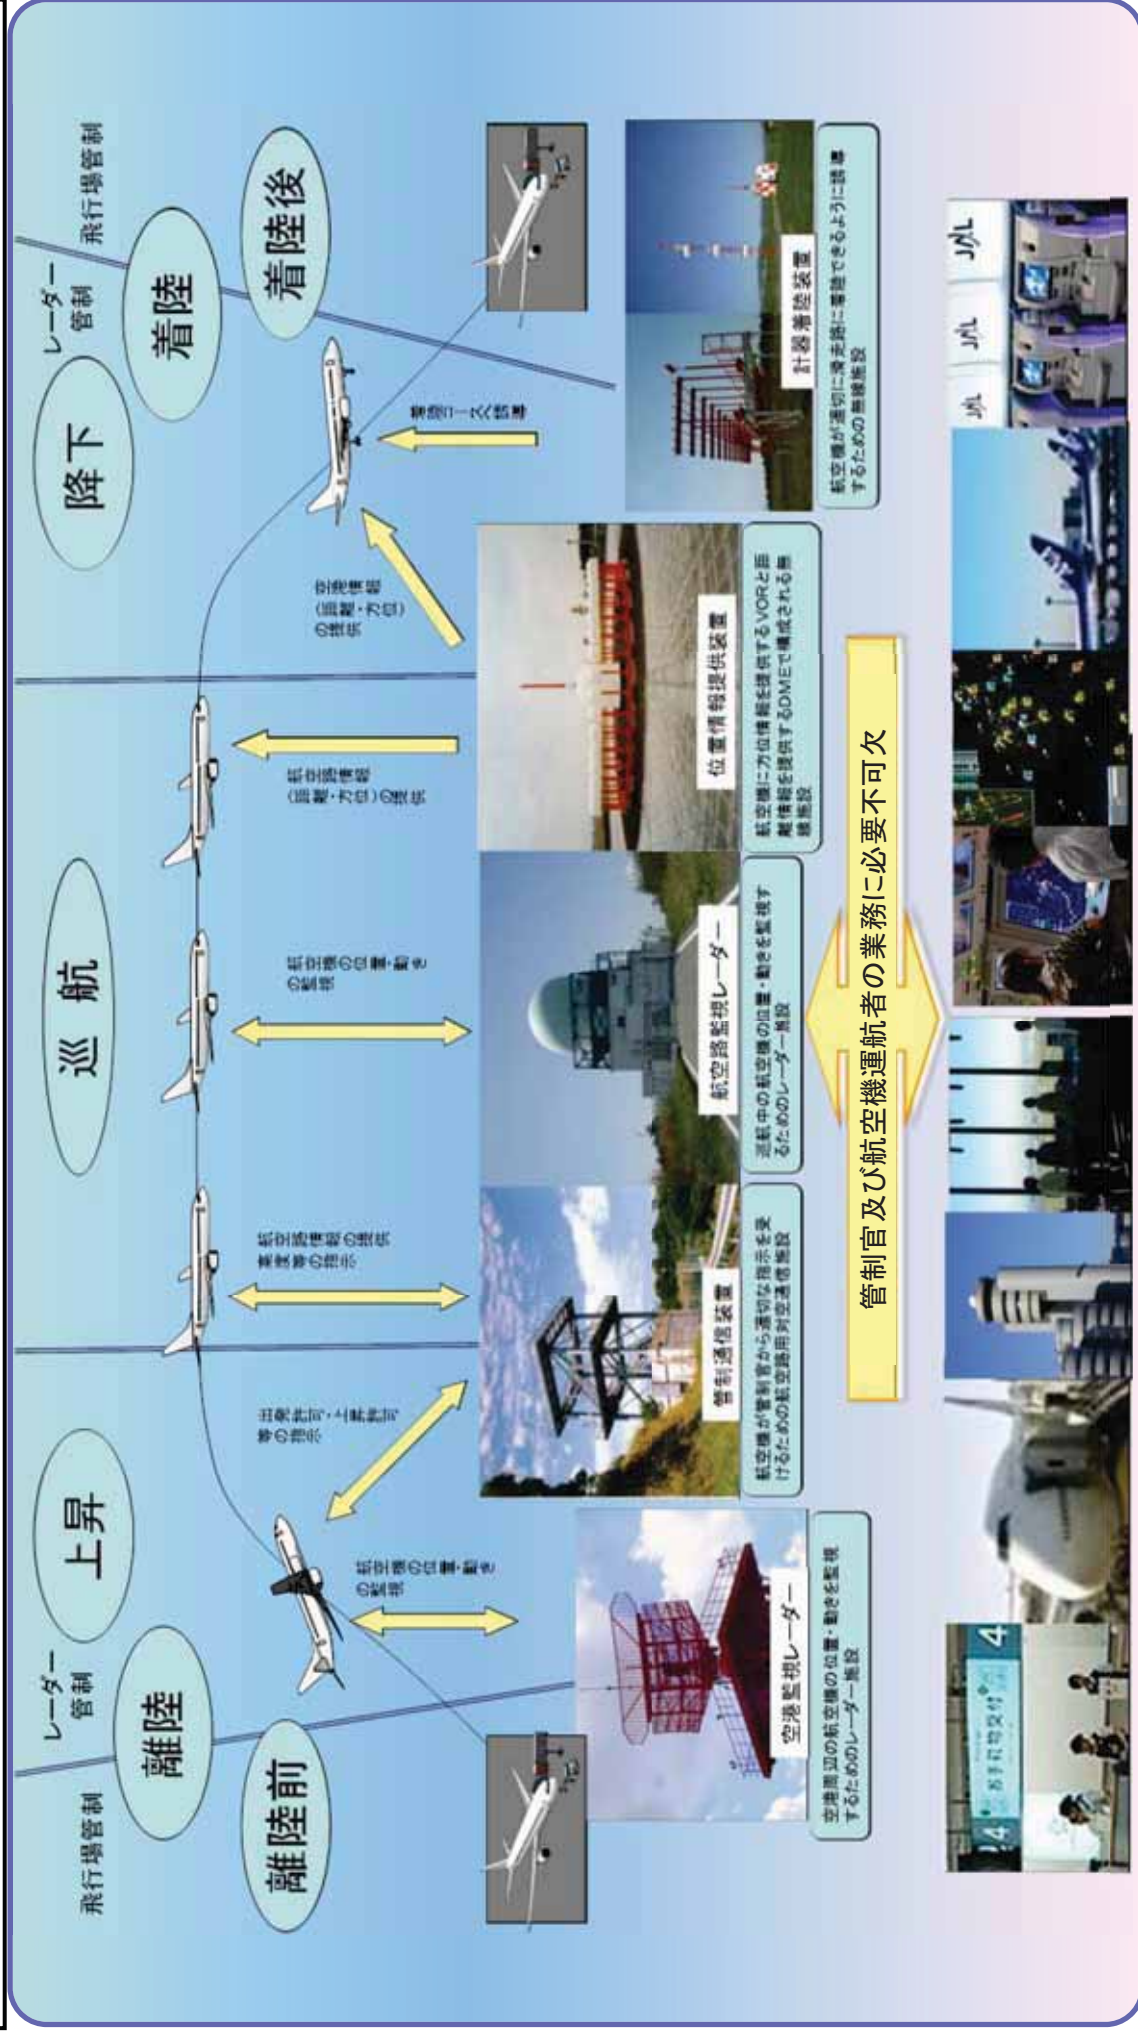 飛行場管制
レーダー
管制
レーダー
管制
飛行場管制
離陸前
離陸
上昇
巡 航
降下
着陸
着陸後
航空機の位置・動き
の監視
出発許可・上昇許可
等の指示
航空路情報の提供
高度等の指示
航空機の位置・動き
の監視
航空路情報
(距離・方位)の提供
空港情報
(距離・方位)
の提供
着陸コースへ誘導
空港監視レーダー
空港周辺の航空機の位置・動きを監視
するためのレーダー施設
管制通信装置
航空機が管制官から適切な指示を受
けるための航空路用対空通信施設
航空路監視レーダー
巡航中の航空機の位置・動きを監視す
るためのレーダー施設
位置情報提供装置
航空機に方位情報を提供するVORと距
離情報を提供するDMEで構成される無
線施設
計器着陸装置
航空機が適切に滑走路に着陸できるように誘導
するための無線施設
管制官及び航空機運航者の業務に必要不可欠
24
お手荷物受付
4
JAL
JAL
JAL